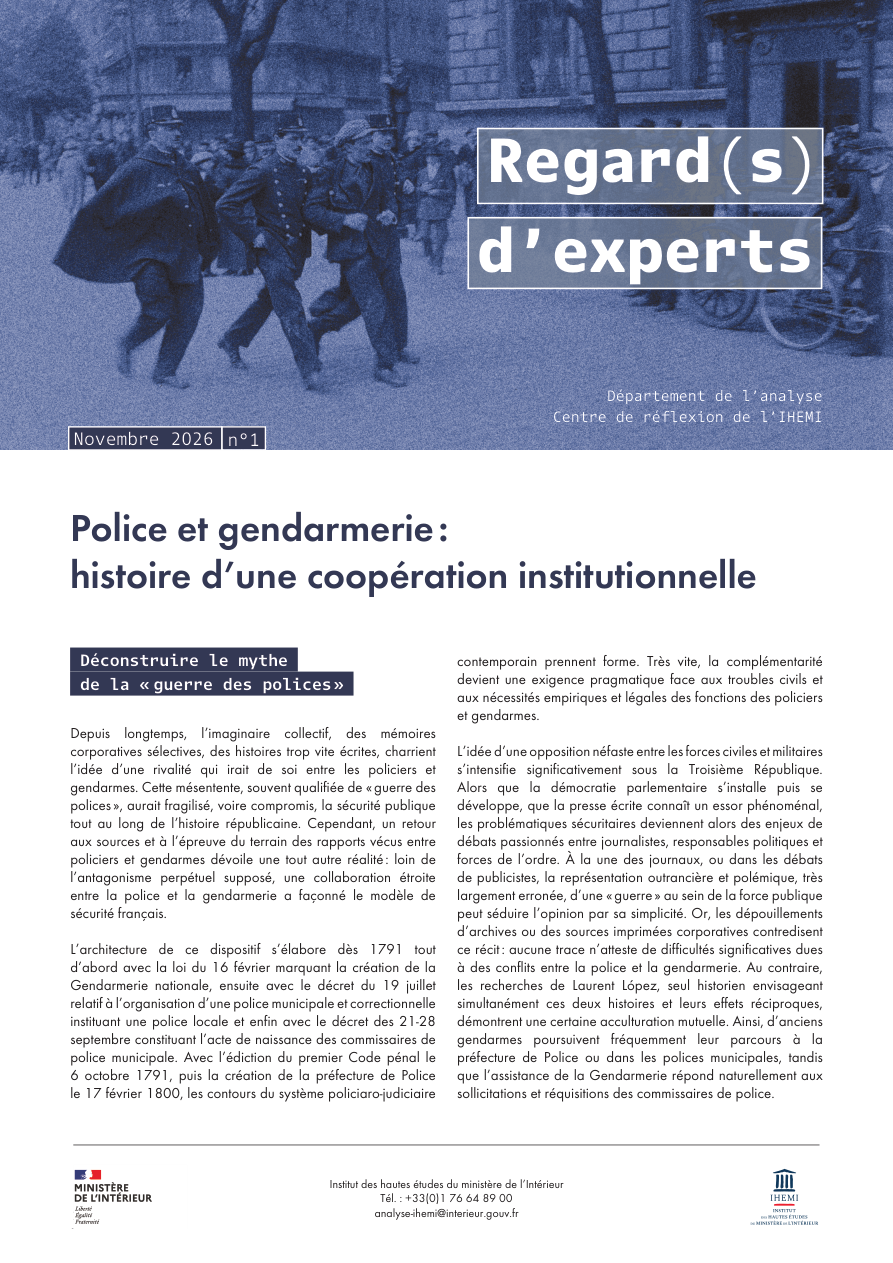 Regard(s)
d’experts
Département de l’analyse
Centre de réflexion de l’IHEMI
Novembre 2026 n°1
Police et gendarmerie :
histoire d’une coopération institutionnelle
Déconstruire le mythe
de la « guerre des polices »
Depuis longtemps, l’imaginaire collectif, des mémoires
corporatives sélectives, des histoires trop vite écrites, charrient
l’idée d’une rivalité qui irait de soi entre les policiers et
gendarmes. Cette mésentente, souvent qualifiée de « guerre des
polices », aurait fragilisé, voire compromis, la sécurité publique
tout au long de l’histoire républicaine. Cependant, un retour
aux sources et à l’épreuve du terrain des rapports vécus entre
policiers et gendarmes dévoile une tout autre réalité : loin de
l’antagonisme perpétuel supposé, une collaboration étroite
entre la police et la gendarmerie a façonné le modèle de
sécurité français.
L’architecture de ce dispositif s’élabore dès 1791 tout
d’abord avec la loi du 16 février marquant la création de la
Gendarmerie nationale, ensuite avec le décret du 19 juillet
relatif à l’organisation d’une police municipale et correctionnelle
instituant une police locale et enfin avec le décret des 21-28
septembre constituant l’acte de naissance des commissaires de
police municipale. Avec l’édiction du premier Code pénal le
6 octobre 1791, puis la création de la préfecture de Police
le 17 février 1800, les contours du système policiaro-judiciaire
contemporain prennent forme. Très vite, la complémentarité
devient une exigence pragmatique face aux troubles civils et
aux nécessités empiriques et légales des fonctions des policiers
et gendarmes.
L’idée d’une opposition néfaste entre les forces civiles et militaires
s’intensifie significativement sous la Troisième République.
Alors que la démocratie parlementaire s’installe puis se
développe, que la presse écrite connaît un essor phénoménal,
les problématiques sécuritaires deviennent alors des enjeux de
débats passionnés entre journalistes, responsables politiques et
forces de l’ordre. À la une des journaux, ou dans les débats
de publicistes, la représentation outrancière et polémique, très
largement erronée, d’une « guerre » au sein de la force publique
peut séduire l’opinion par sa simplicité. Or, les dépouillements
d’archives ou des sources imprimées corporatives contredisent
ce récit : aucune trace n’atteste de difficultés significatives dues
à des conflits entre la police et la gendarmerie. Au contraire,
les recherches de Laurent López, seul historien envisageant
simultanément ces deux histoires et leurs effets réciproques,
démontrent une certaine acculturation mutuelle. Ainsi, d’anciens
gendarmes poursuivent fréquemment leur parcours à la
préfecture de Police ou dans les polices municipales, tandis
que l’assistance de la Gendarmerie répond naturellement aux
sollicitations et réquisitions des commissaires de police.
MINISTÈRE
DE L’INTÉRIEUR
Liberté
Égalité
Fraternité
Institut des hautes études du ministère de l’Intérieur
Tél. : +33(0)1 76 64 89 00
analyse-ihemi@interieur.gouv.fr
IHEMI
INSTITUT
DES HAUTES ÉTUDES
DU MINISTÈRE DE L’INTÉRIEUR